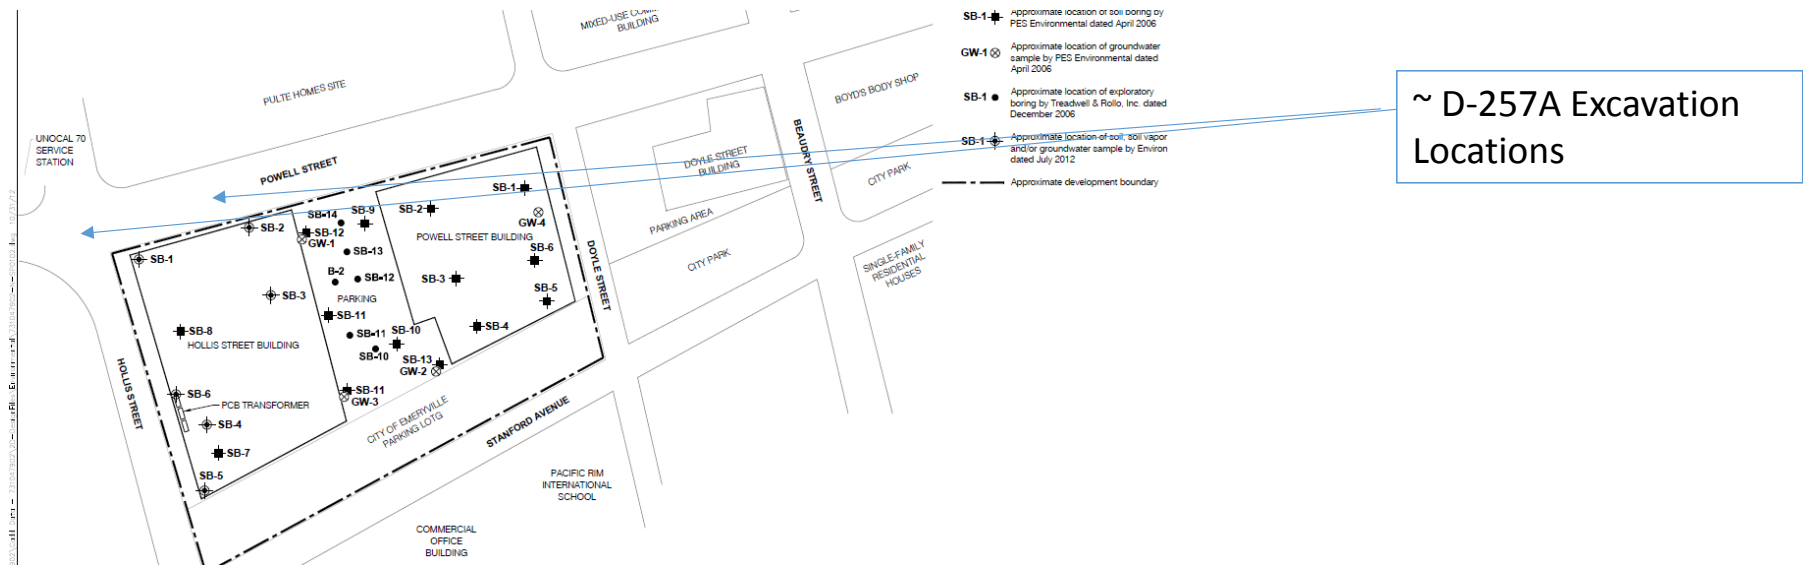 MIXED-USE COMMERCIAL
BUILDING
PULTE HOMES SITE
UNOCAL 70
SERVICE
STATION
POWELL STREET
BOYD'S BODY SHOP
BEAUDRY STREET
DOYLE STREET
BUILDING
CITY PARK
PARKING AREA
CITY PARK
SINGLE-FAMILY
RESIDENTIAL
HOUSES
DOYLE STREET
SB-1
SB-2
GW-4
POWELL STREET BUILDING
SB-6
SB-3
SB-5
SB-4
SB-14
SB-9
SB-12
GW-1
SB-13
B-2
SB-12
PARKING
SB-11
SB-11
SB-10
SB-10
SB-13
GW-2
SB-11
GW-3
SB-2
SB-1
SB-3
SB-8
HOLLIS STREET BUILDING
SB-6
PCB TRANSFORMER
SB-4
SB-7
SB-5
HOLLIS STREET
CITY OF EMERYVILLE
PARKING LOTG
STANFORD AVENUE
PACIFIC RIM
INTERNATIONAL
SCHOOL
COMMERCIAL
OFFICE
BUILDING
SB-1 Approximate location of soil boring by
PES Environmental dated April 2006
GW-1 Approximate location of groundwater
sample by PES Environmental dated
April 2006
SB-1 Approximate location of exploratory
boring by Treadwell & Rollo, Inc. dated
December 2006
SB-1 Approximate location of soil, soil vapor
and/or groundwater sample by Environ
dated July 2012
Approximate development boundary
~ D-257A Excavation
Locations